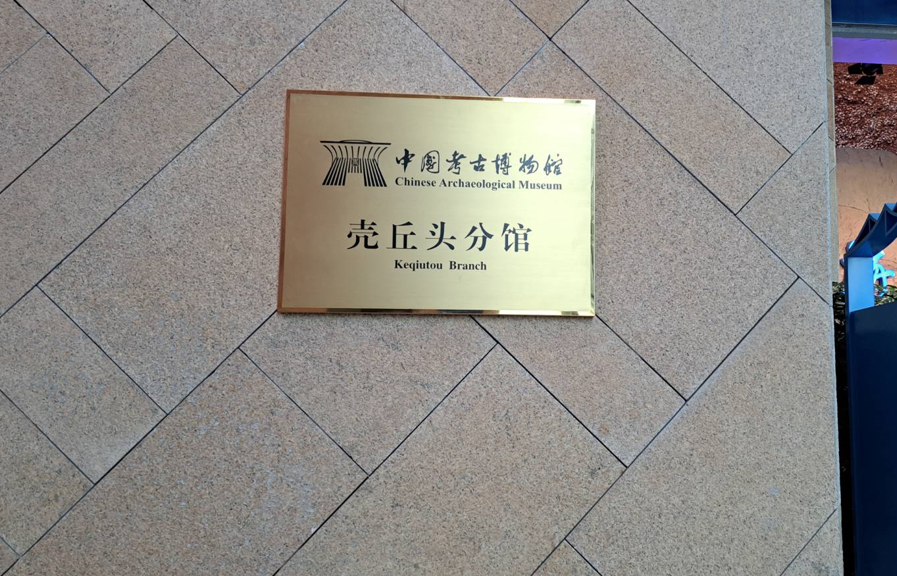 中国考古博物馆
Chinese Archaeological Museum
壳丘头分馆
Keqiutou Branch